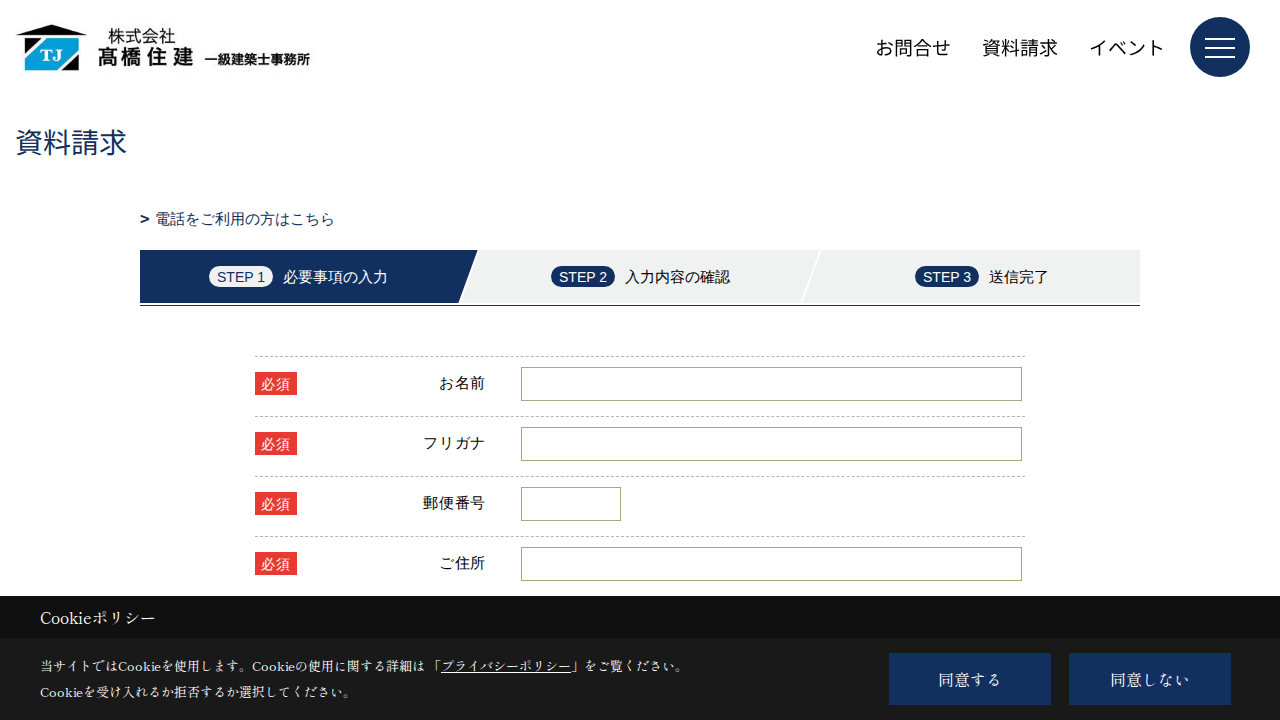 株式会社
TJ 髙橋住建 一級建築士事務所
お問合せ 資料請求 イベント
資料請求
> 電話をご利用の方はこちら
STEP 1 必要事項の入力 STEP 2 入力内容の確認 STEP 3 送信完了
必須 お名前
必須 フリガナ
必須 郵便番号
必須 ご住所
Cookieポリシー
当サイトではCookieを使用します。Cookieの使用に関する詳細は 「プライバシーポリシー」をご覧ください。
Cookieを受け入れるか拒否するか選択してください。
同意する 同意しない